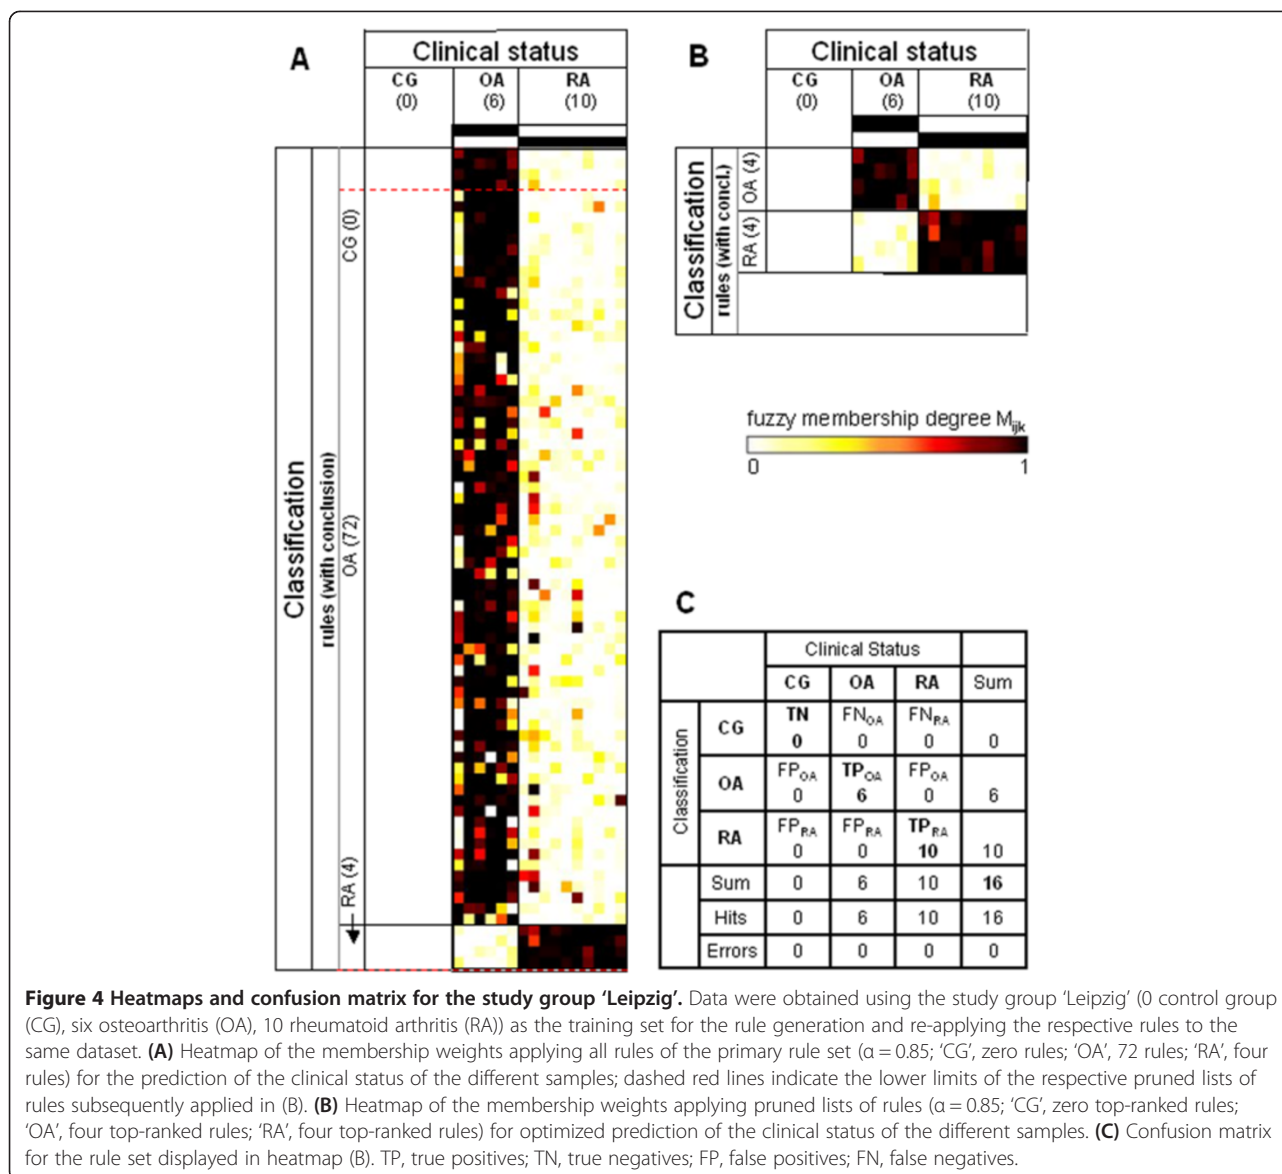 A
Clinical status
CG OA RA
(0) (6) (10)
Classification
rules (with conclusion)
CG (0)
OA (72)
RA (4)
B
Clinical status
CG OA RA
(0) (6) (10)
Classification
rules (with concl.)
OA (4)
RA (4)
fuzzy membership degree Mijk
0 1
C
Clinical Status
CG OA RA Sum
Classification
CG TN FNOA FNRA
0 0 0 0
OA FPOA TPOA FPOA
0 6 0 6
RA FPRA FPRA TPRA
0 0 10 10
Sum 0 6 10 16
Hits 0 6 10 16
Errors 0 0 0 0
Figure 4 Heatmaps and confusion matrix for the study group ‘Leipzig’. Data were obtained using the study group ‘Leipzig’ (0 control group
(CG), six osteoarthritis (OA), 10 rheumatoid arthritis (RA)) as the training set for the rule generation and re-applying the respective rules to the
same dataset. (A) Heatmap of the membership weights applying all rules of the primary rule set (α = 0.85; ‘CG’, zero rules; ‘OA’, 72 rules; ‘RA’, four
rules) for the prediction of the clinical status of the different samples; dashed red lines indicate the lower limits of the respective pruned lists of
rules subsequently applied in (B). (B) Heatmap of the membership weights applying pruned lists of rules (α = 0.85; ‘CG’, zero top-ranked rules;
‘OA’, four top-ranked rules; ‘RA’, four top-ranked rules) for optimized prediction of the clinical status of the different samples. (C) Confusion matrix
for the rule set displayed in heatmap (B). TP, true positives; TN, true negatives; FP, false positives; FN, false negatives.